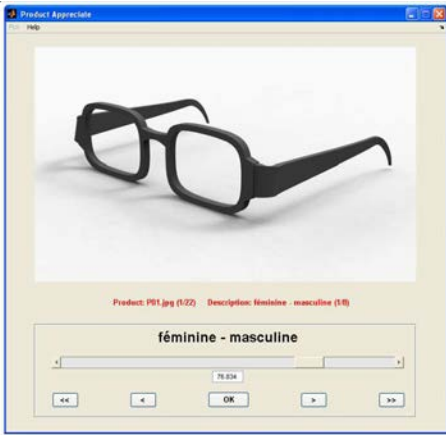 Product Appreciate
Help
Product: P01.jpg (1/22) Description: féminine - masculine (1/8)
féminine - masculine
76.834
<< < OK > >>